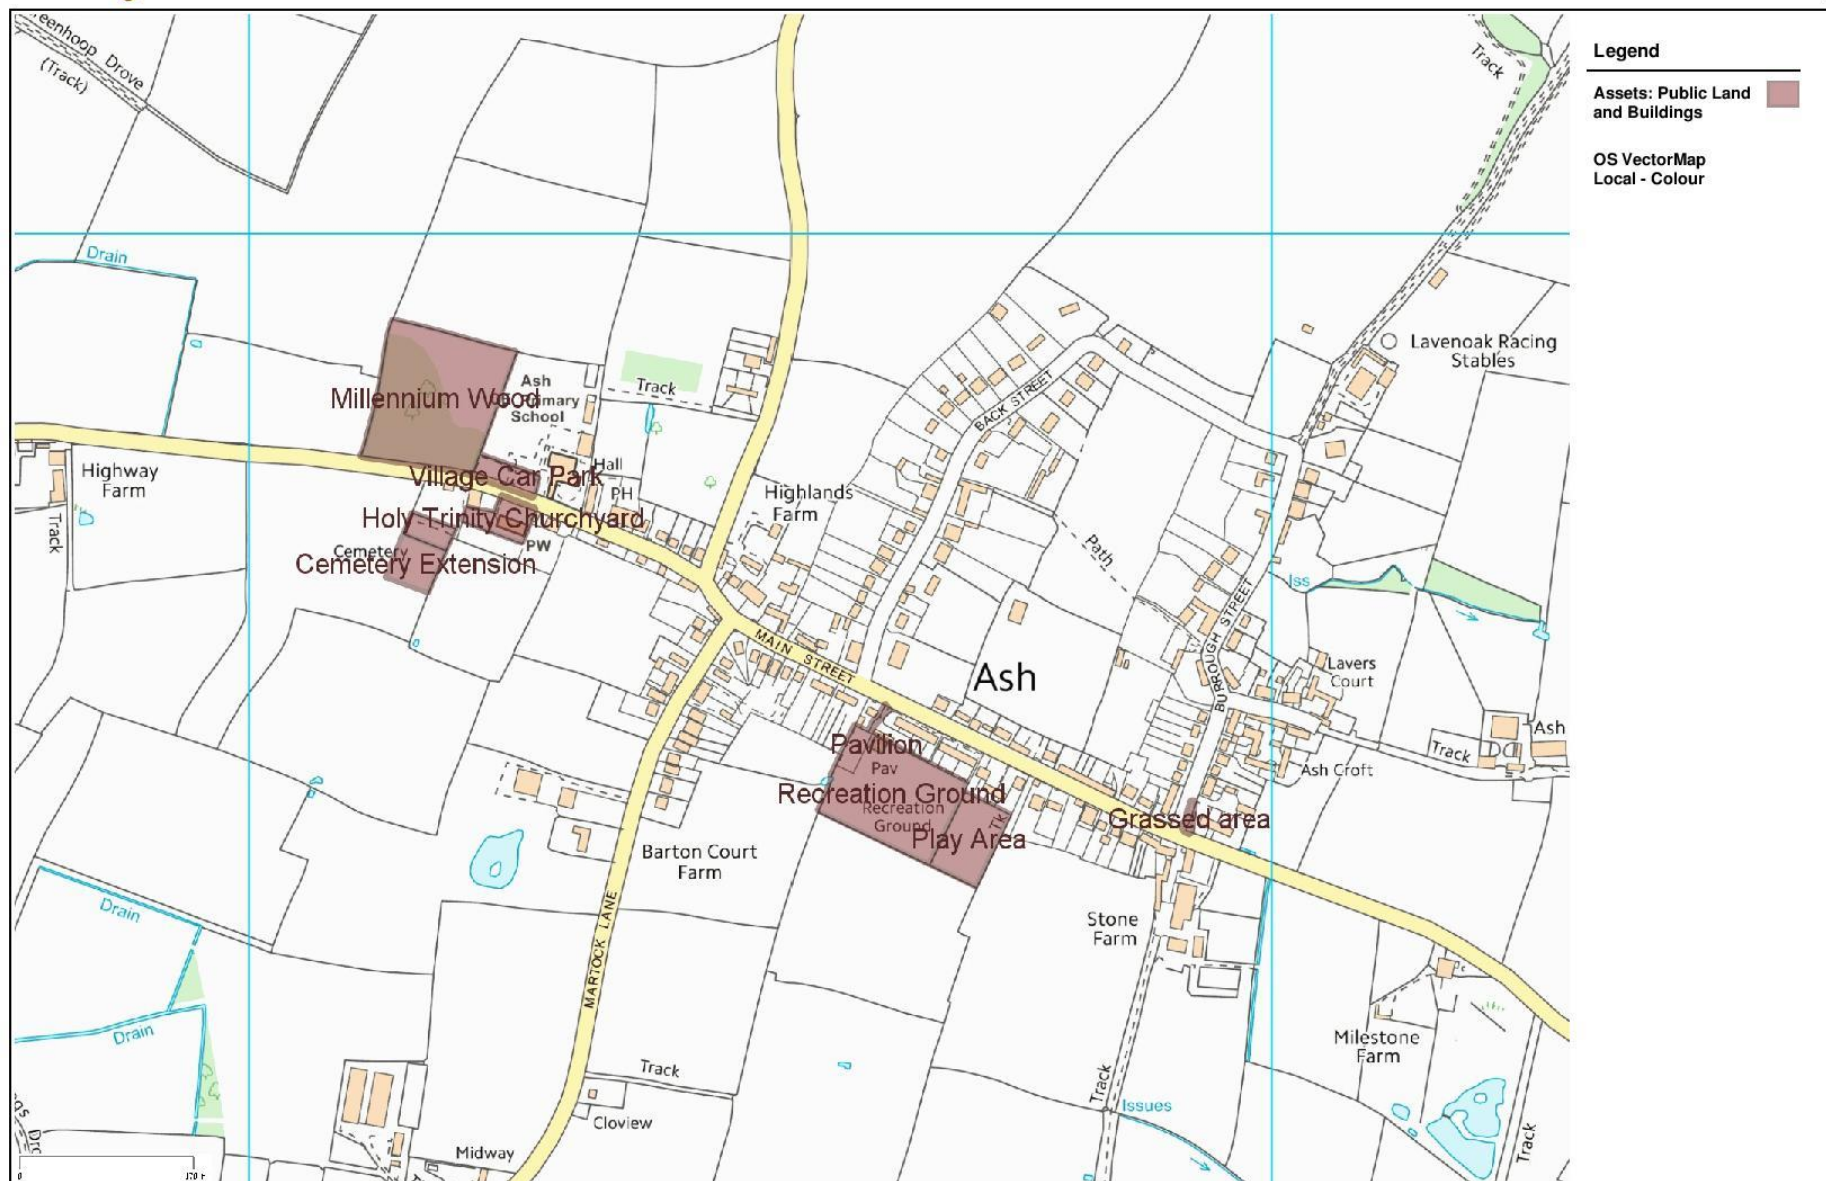 Legend
Assets: Public Land
and Buildings
OS VectorMap
Local - Colour
Drove
(Track)
Track
Drain
Lavenoak Racing
Stables
Millennium Wood
Ash
Primary
School
Track
BACK STREET
Highway
Farm
Track
Village Car Park
Hall
PH
Highlands
Farm
Holy Trinity Churchyard
PW
Cemetery
Cemetery Extension
Path
Iss
BURROUGH STREET
MAIN STREET
Ash
Lavers
Court
Ash
Track
Ash Croft
Pavilion
Pav
Recreation Ground
Recreation
Ground
Tk
Play Area
Grassed area
Barton Court
Farm
MARTOCK LANE
Stone
Farm
Drain
Drain
Milestone
Farm
Track
Track
Issues
Cloview
Midway
Track
0